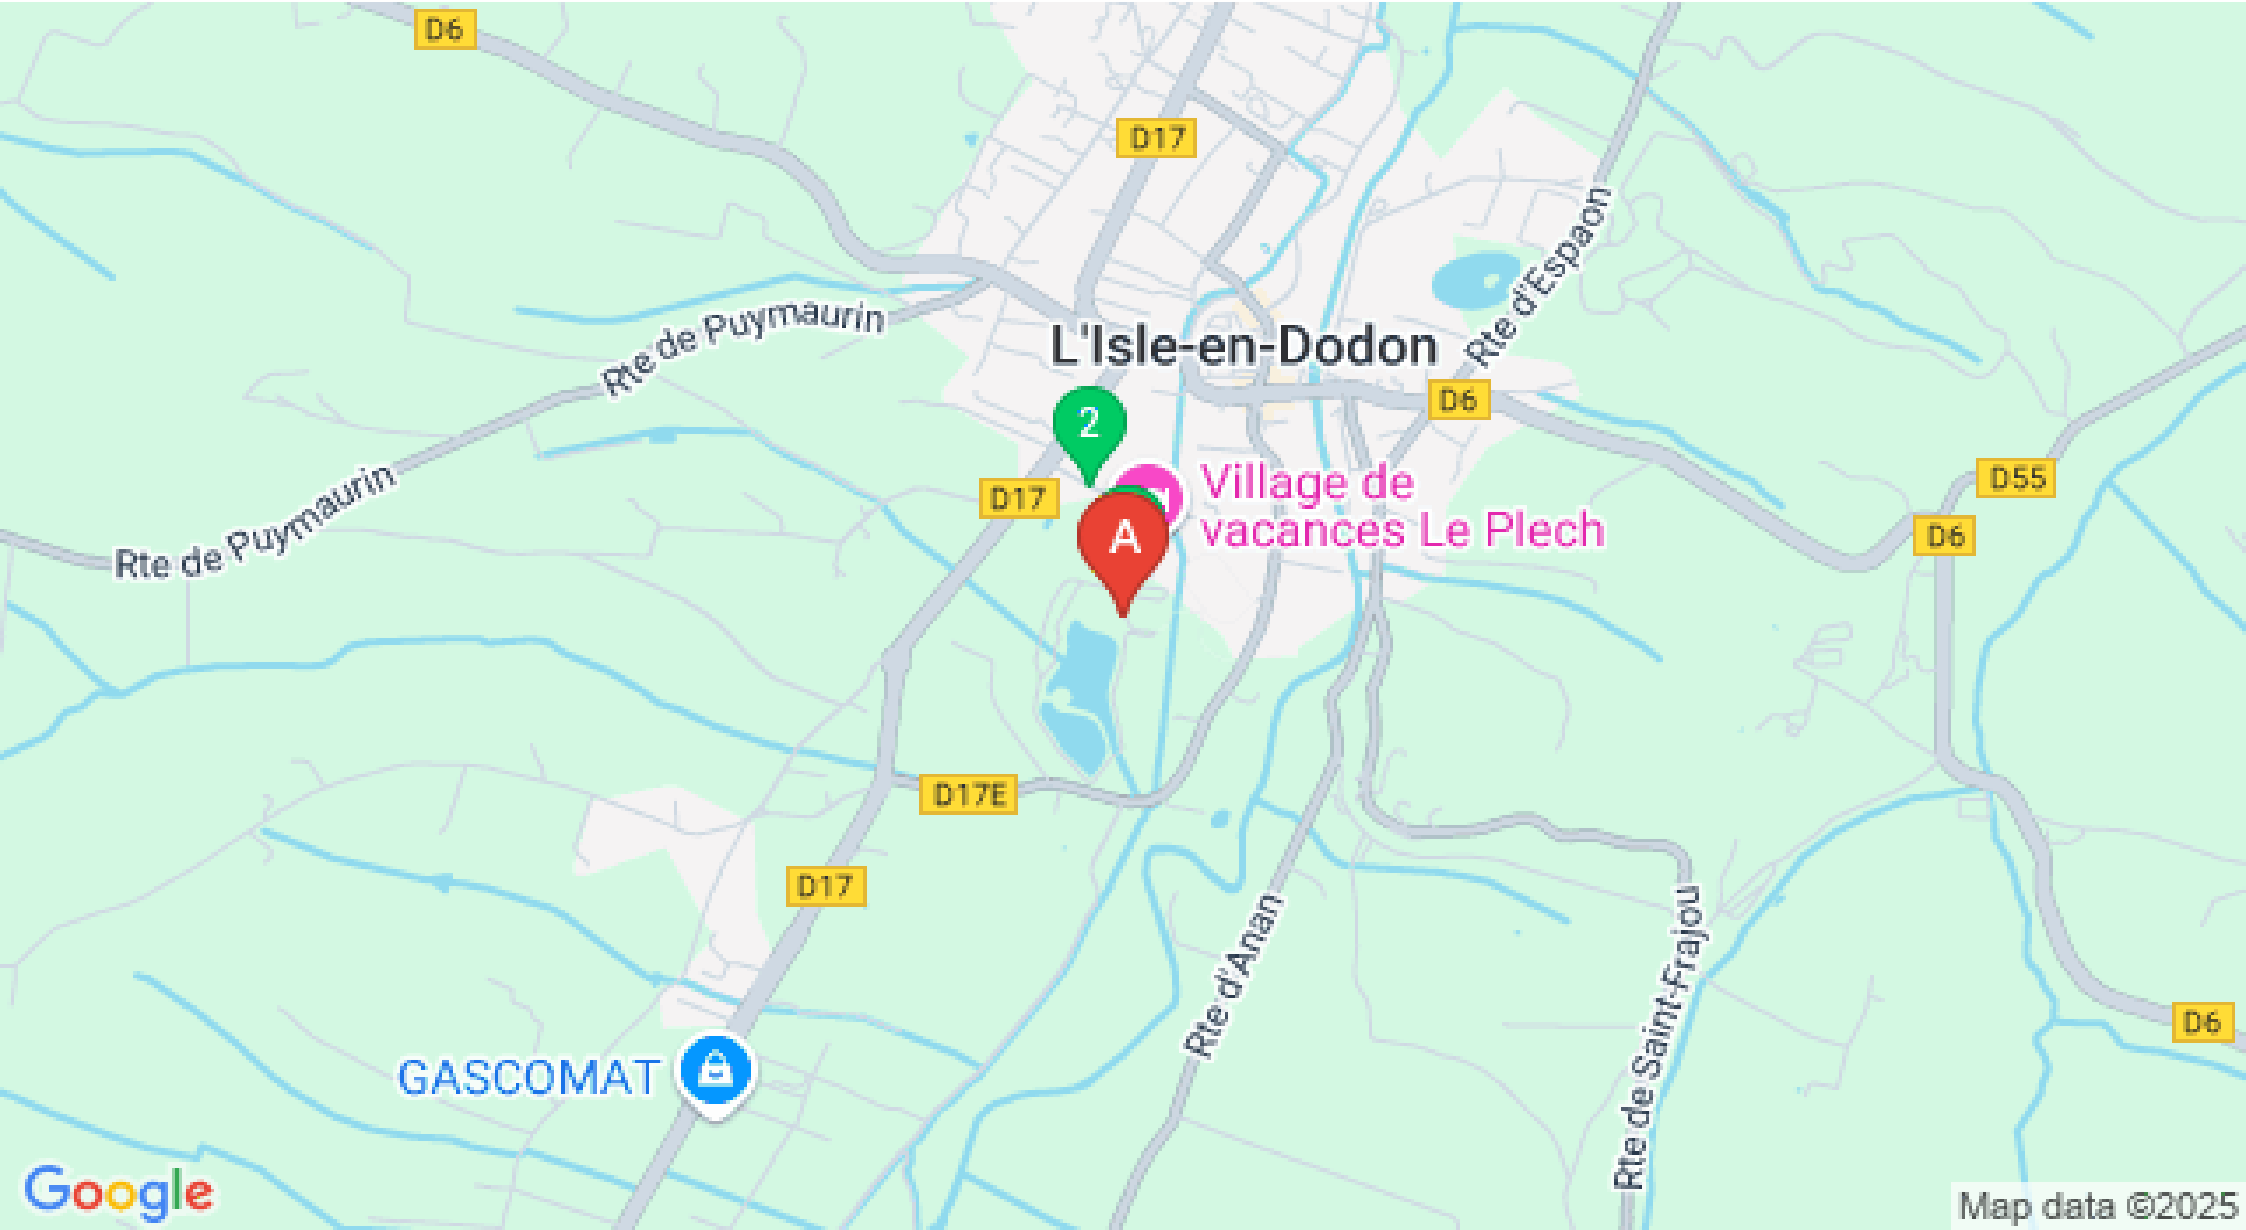 D6
D17
Rte d'Espaon
Rte de Puymaurin
L'Isle-en-Dodon
D6
2
Rte de Puymaurin
D17
Village de
vacances Le Plech
A
D55
D6
D17E
D17
Rte d'Anan
Rte de Saint-Frajou
D6
GASCOMAT
Google
Map data ©2025